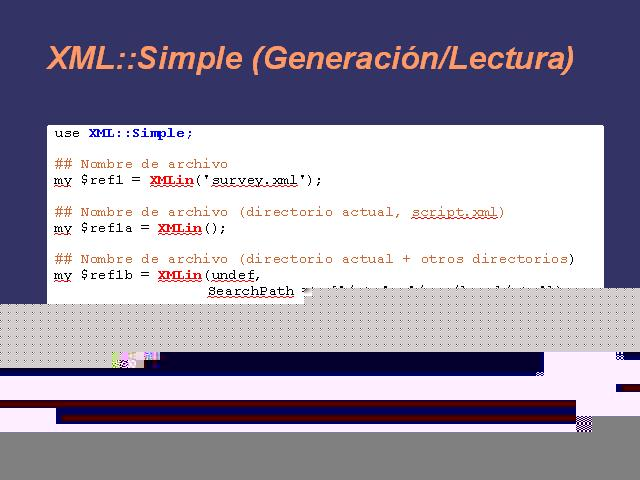 XML::Simple (Generación/Lectura)
use XML::Simple;
## Nombre de archivo
my $ref1 = XMLin('survey.xml');
## Nombre de archivo (directorio actual, script.xml)
my $ref1a = XMLin();
## Nombre de archivo (directorio actual + otros directorios)
my $ref1b = XMLin(undef,
SearchPath